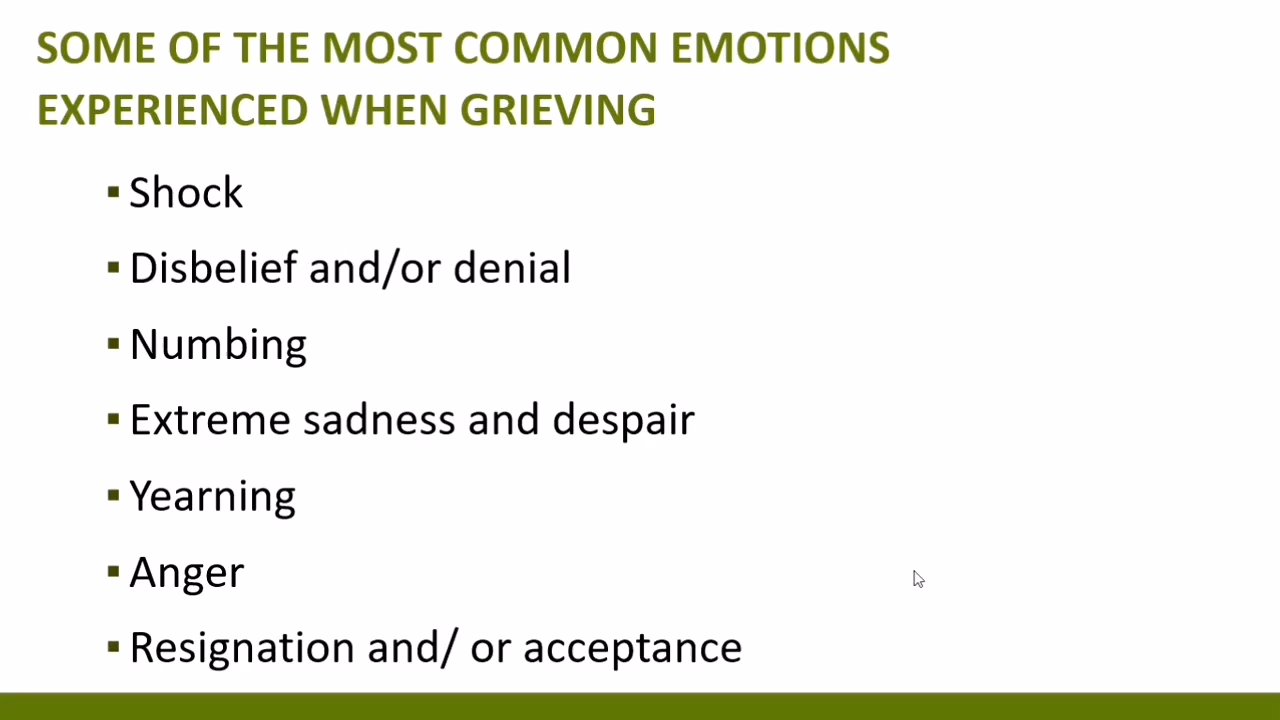 SOME OF THE MOST COMMON EMOTIONS
EXPERIENCED WHEN GRIEVING
▪ Shock
▪ Disbelief and/or denial
▪ Numbing
▪ Extreme sadness and despair
▪ Yearning
▪ Anger
▪ Resignation and/ or acceptance